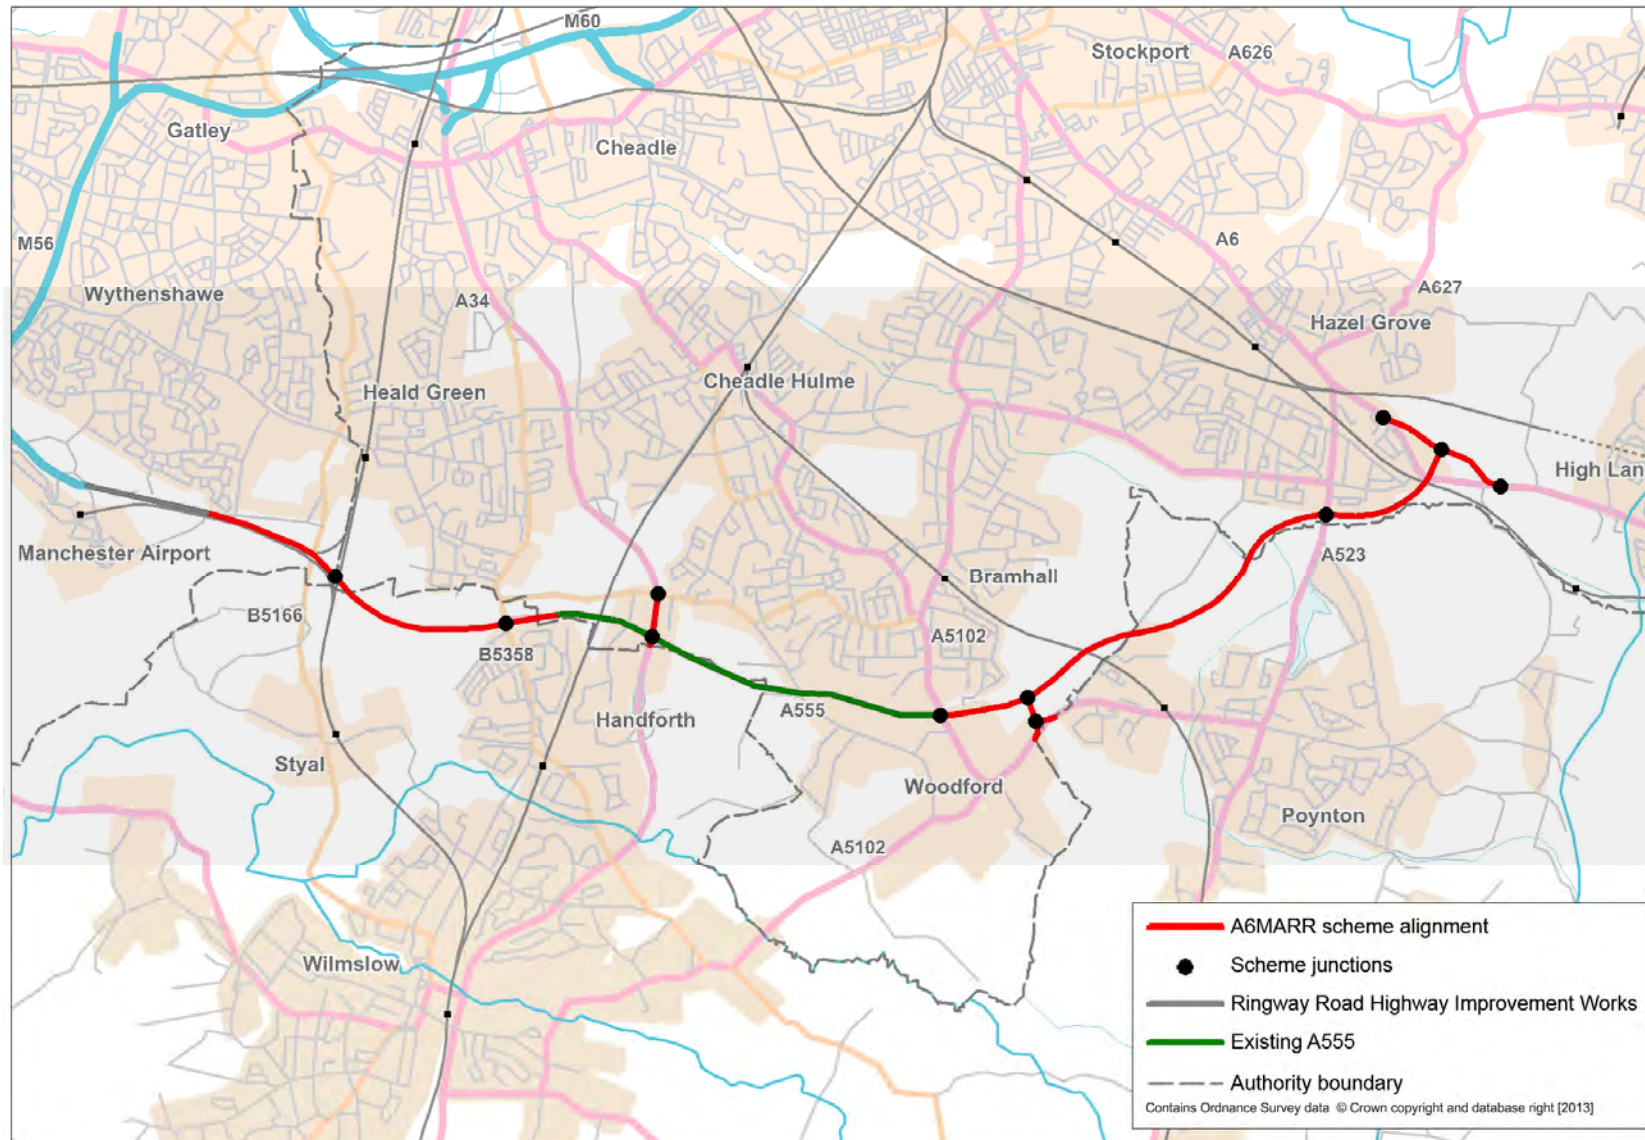 M60
Stockport
A626
Gatley
Cheadle
M56
A6
Wythenshawe
A34
A627
Hazel Grove
Cheadle Hulme
Heald Green
High Lan
Manchester Airport
A523
Bramhall
B5166
A5102
B5358
A555
Handforth
Styal
Woodford
Poynton
A5102
Wilmslow
A6MARR scheme alignment
Scheme junctions
Ringway Road Highway Improvement Works
Existing A555
Authority boundary
Contains Ordnance Survey data © Crown copyright and database right [2013]